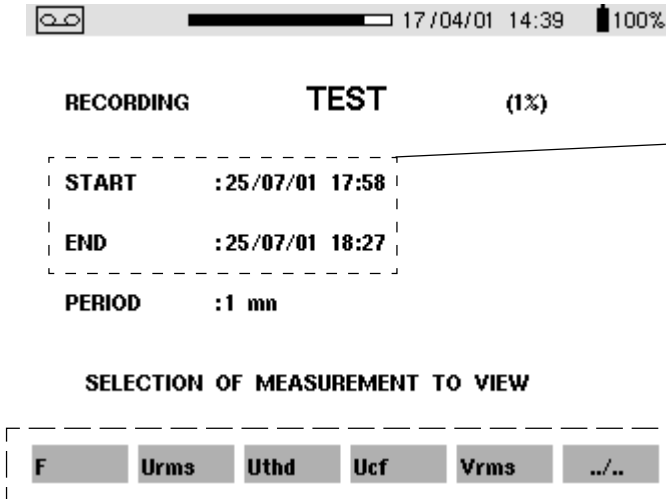 17/04/01 14:39 100%
RECORDING TEST (1%)
START :25/07/01 17:58
END :25/07/01 18:27
PERIOD :1 mn
SELECTION OF MEASUREMENT TO VIEW
F Urms Uthd Ucf Vrms ../..